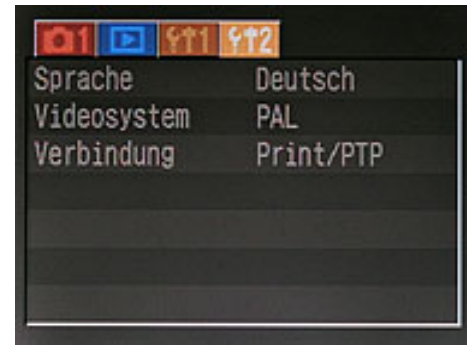 1 1 2
Sprache Deutsch
Videosystem PAL
Verbindung Print/PTP